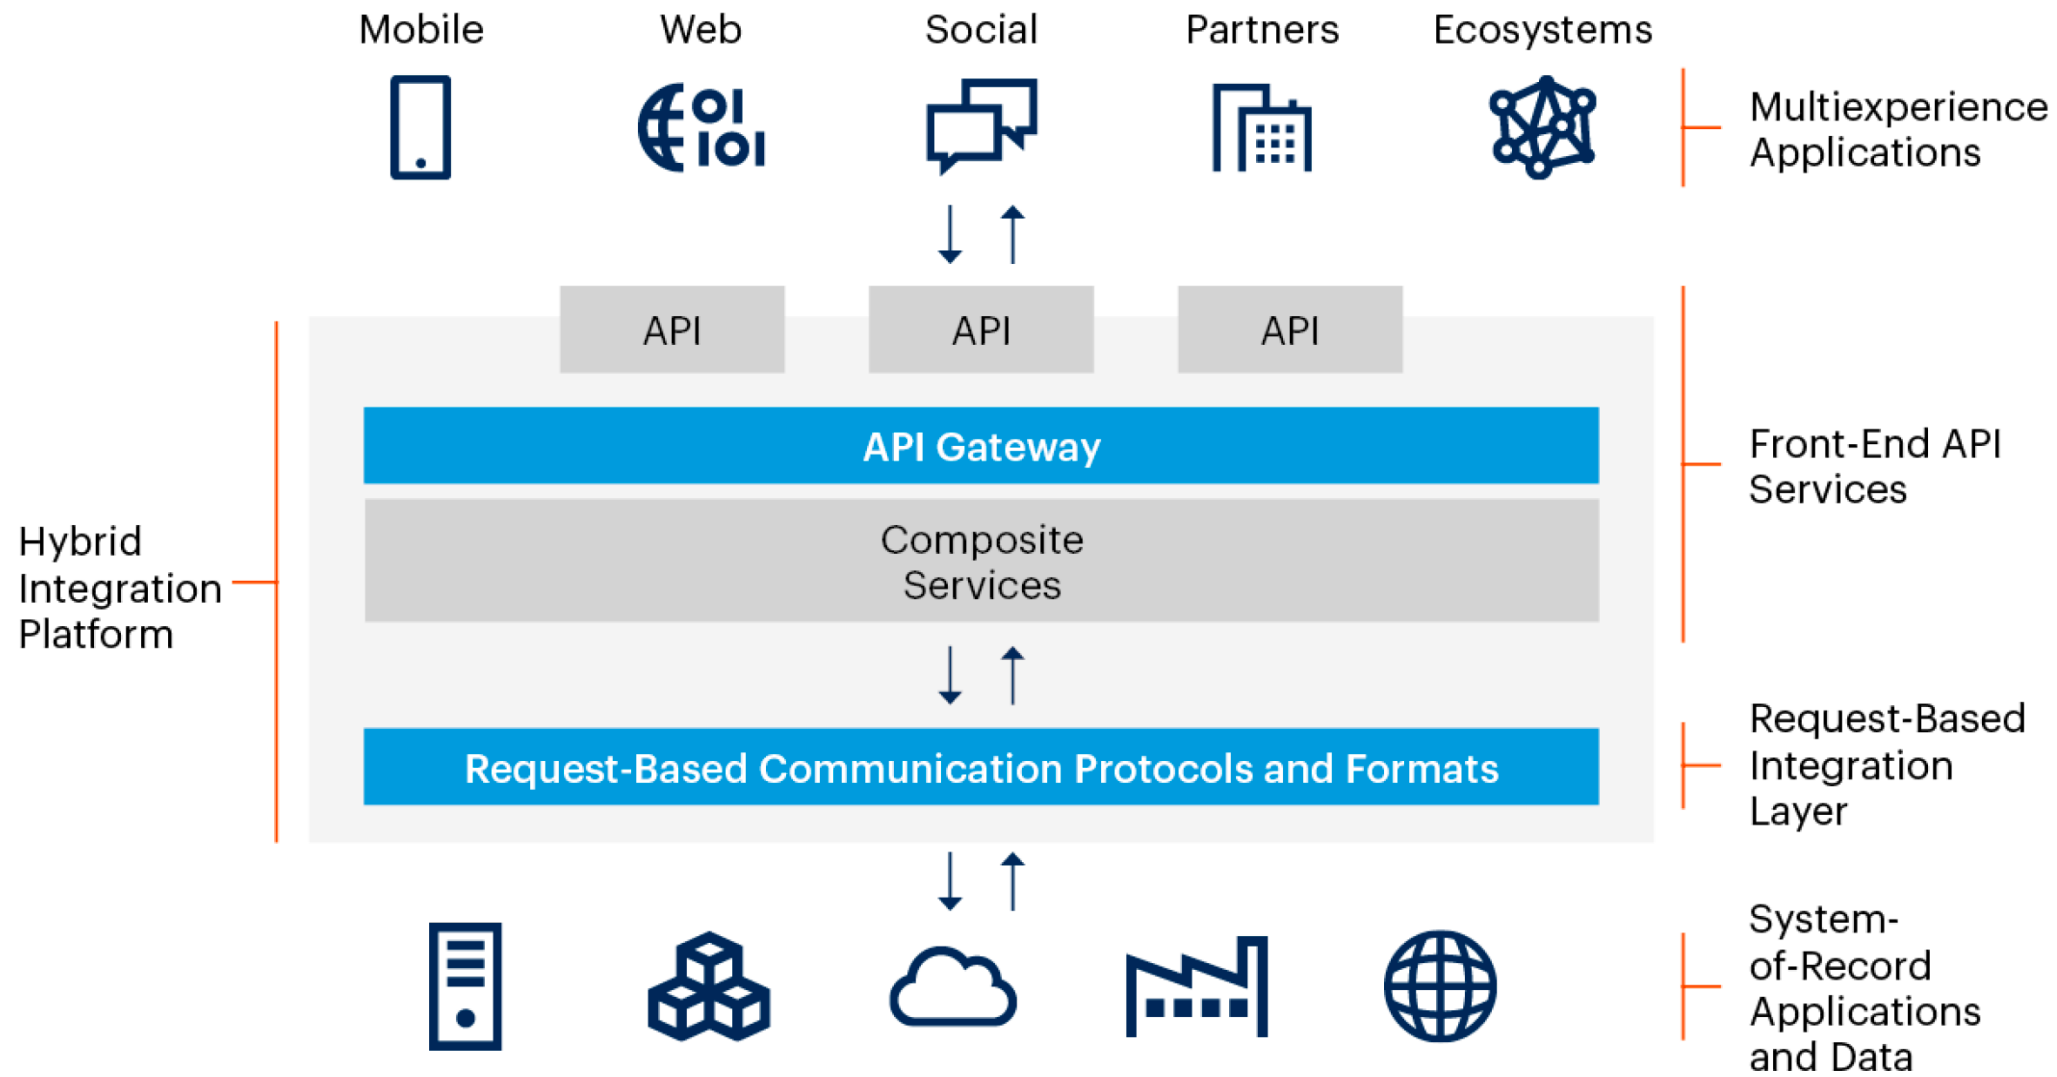 Mobile
Web
Social
Partners
Ecosystems
Multiexperience
Applications
API
API
API
API Gateway
Front-End API
Services
Composite
Services
Hybrid
Integration
Platform
Request-Based Communication Protocols and Formats
Request-Based
Integration
Layer
System-
of-Record
Applications
and Data